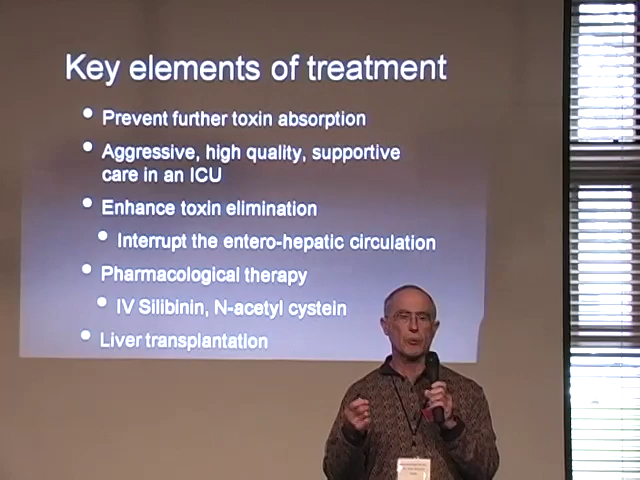 Key elements of treatment
• Prevent further toxin absorption
• Aggressive, high quality, supportive
care in an ICU
• Enhance toxin elimination
• Interrupt the entero-hepatic circulation
• Pharmacological therapy
• IV Silibinin, N-acetyl cystein
• Liver transplantation